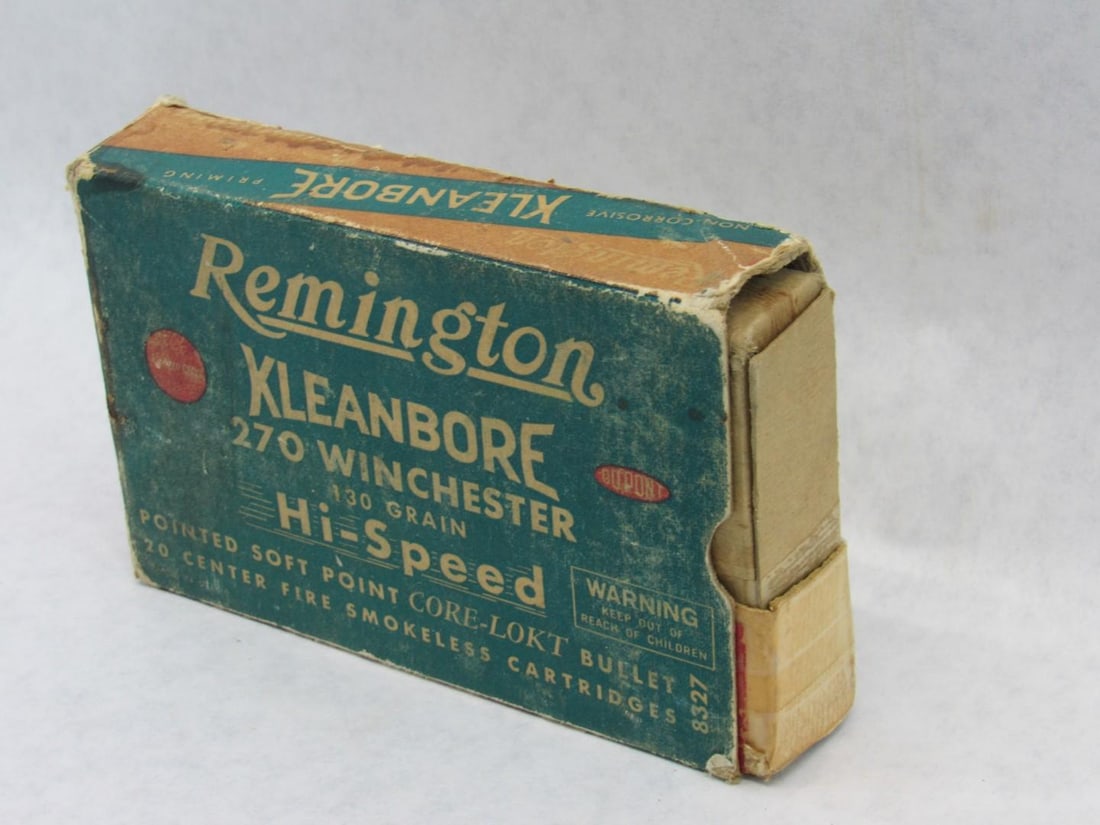 NON-CORROSIVE KLEANBORE PRIMING
Remington
Remington
KLEANBORE
270 WINCHESTER
130 GRAIN
Hi-Speed
DU PONT
POINTED SOFT POINT CORE-LOKT BULLET
20 CENTER FIRE SMOKELESS CARTRIDGES
WARNING
KEEP OUT OF
REACH OF CHILDREN
8327